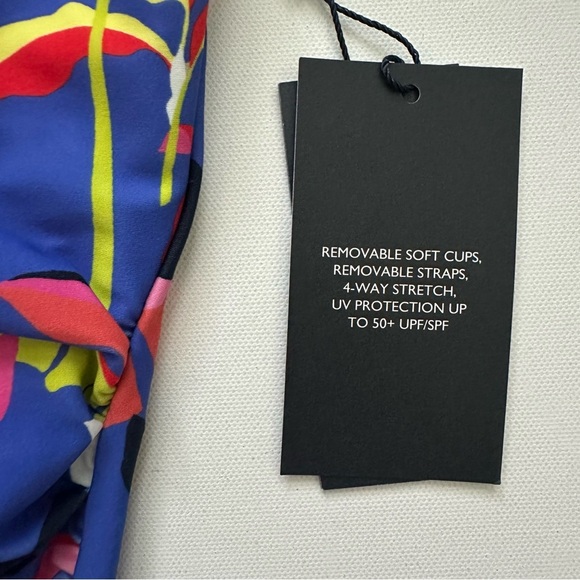 REMOVABLE SOFT CUPS,
REMOVABLE STRAPS,
4-WAY STRETCH,
UV PROTECTION UP
TO 50+ UPF/SPF